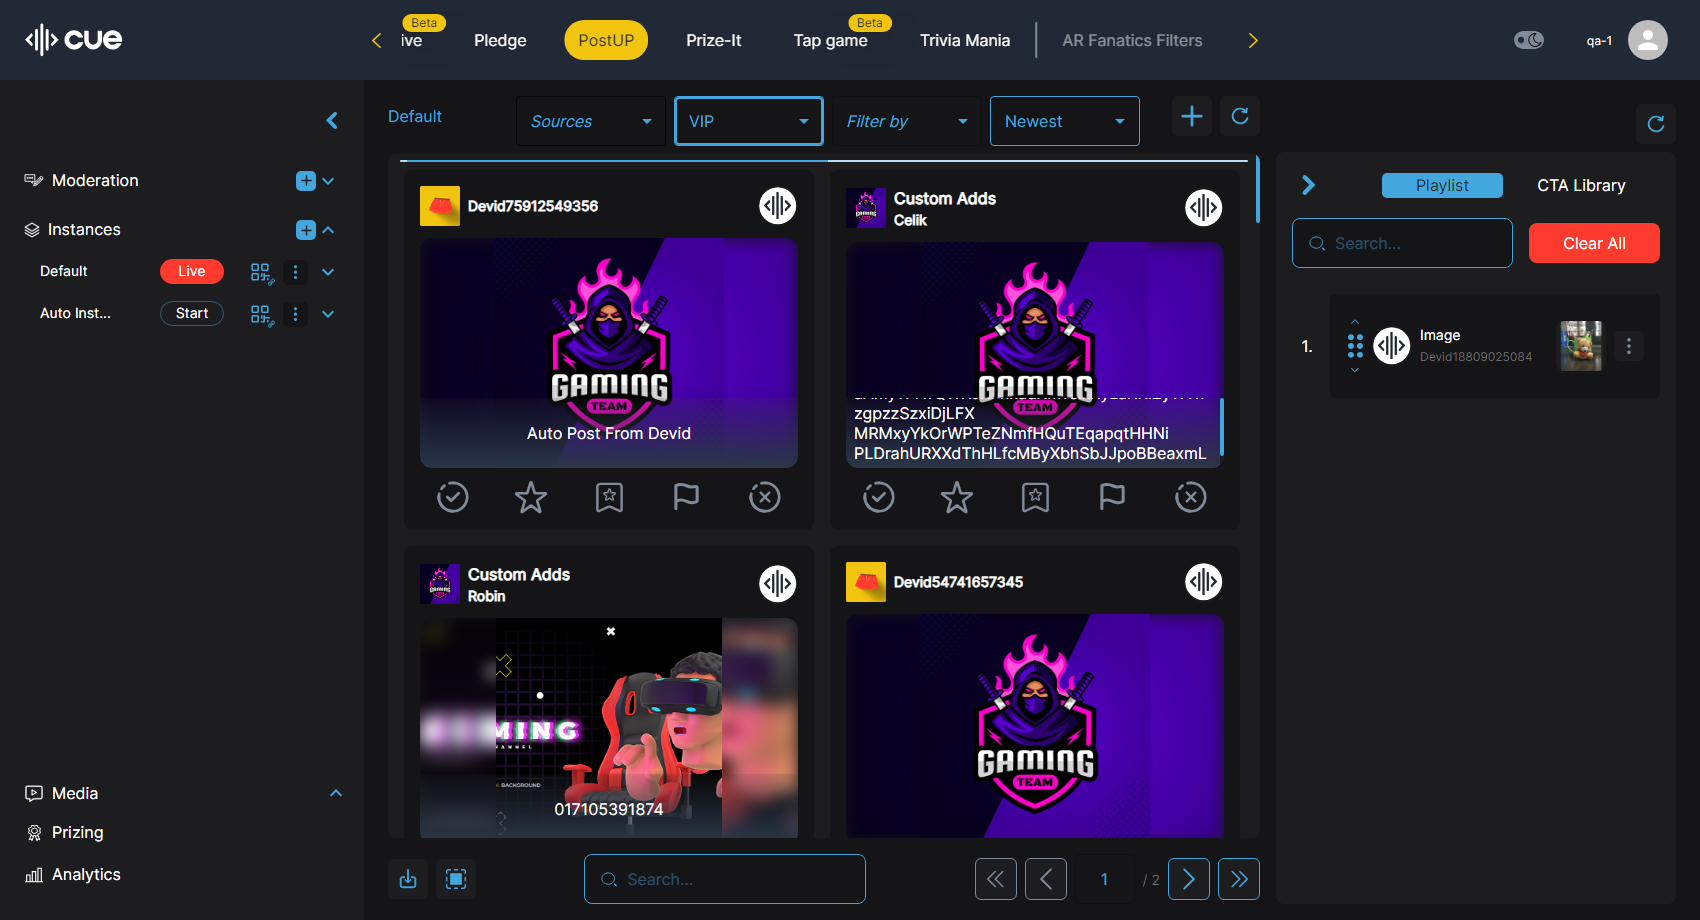 cue
Beta
ive
Pledge
PostUP
Prize-It
Beta
Tap game
Trivia Mania
AR Fanatics Filters
qa-1
Default
Sources
VIP
Filter by
Newest
Moderation
Instances
Default
Live
Auto Inst...
Start
Media
Prizing
Analytics
Devid75912549356
GAMING
TEAM
Auto Post From Devid
Custom Adds
Celik
GAMING
TEAM
zgpzzSzxiDjLFX
MRMxyYkOrWPTeZNmfHQuTEqapqtHHNi
PLDrahURXXdThHLfcMByXbhSbJJpoBBeaxmL
Custom Adds
Robin
MING
BACKGROUND
017105391874
Devid54741657345
GAMING
TEAM
Search...
1
/ 2
Playlist
CTA Library
Search...
Clear All
1.
Image
Devid18809025084